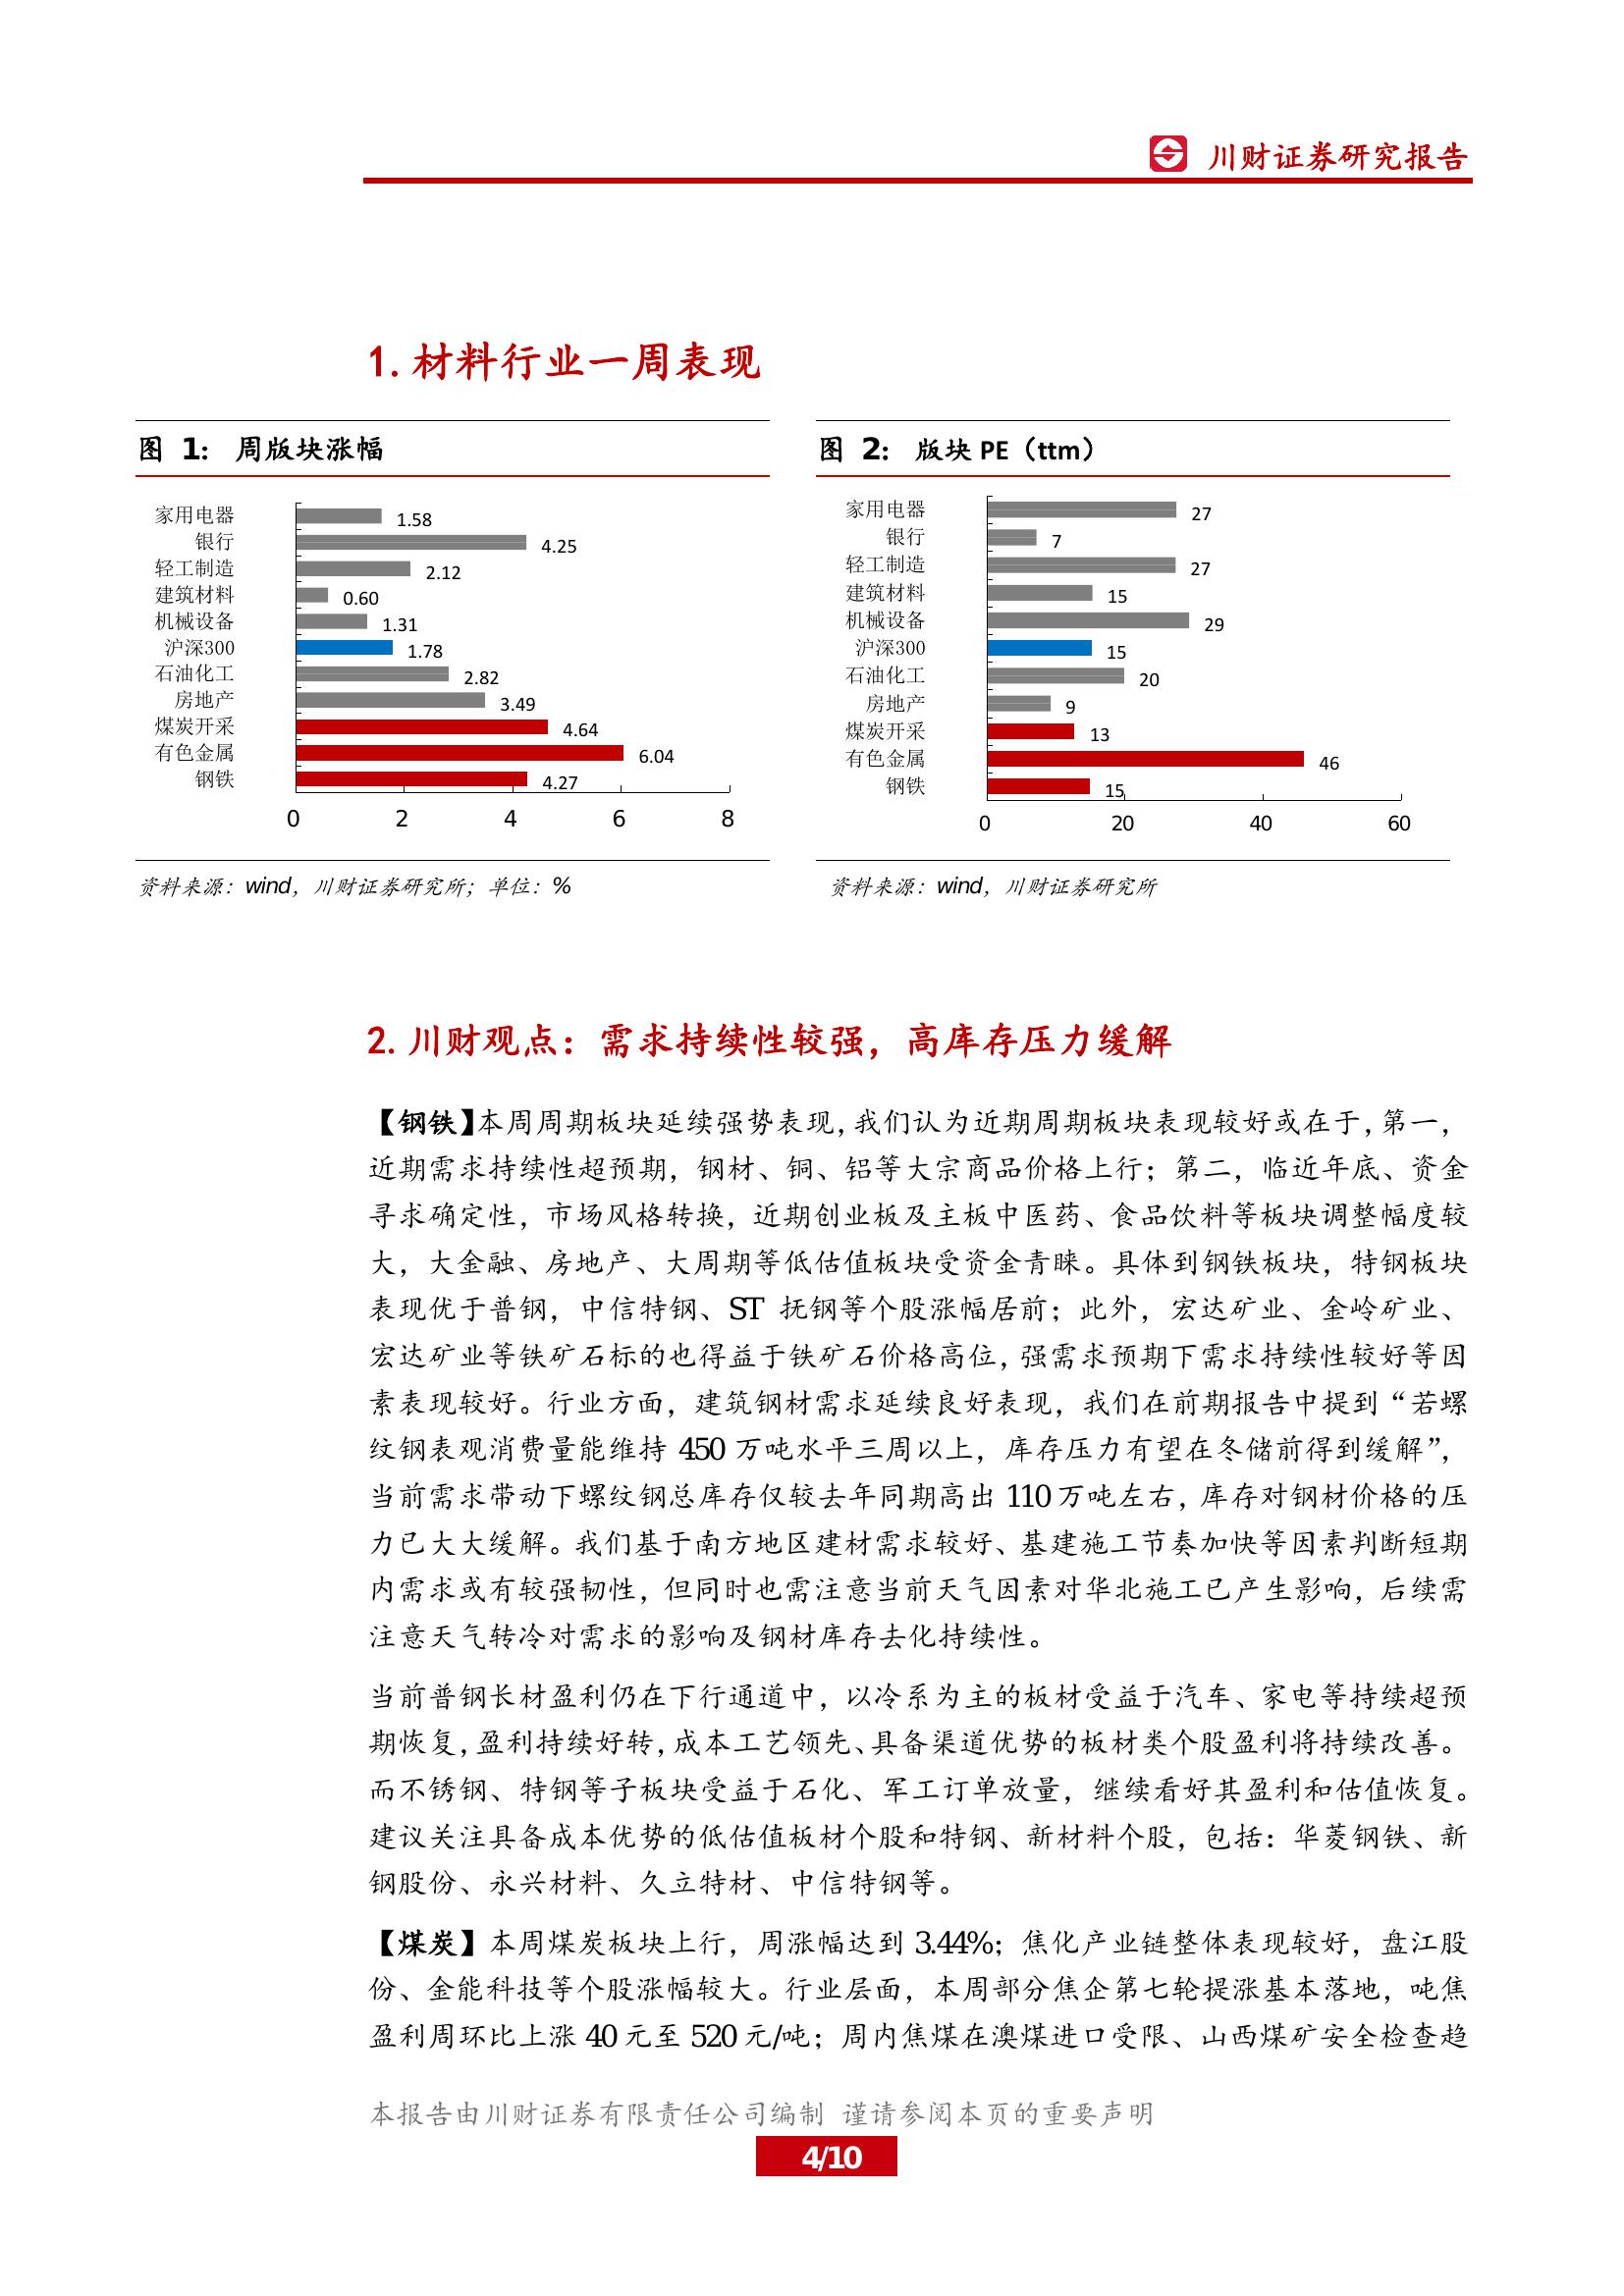 川财证券研究报告
1. 材料行业一周表现
图 1： 周版块涨幅
家用电器 1.58
银行 4.25
轻工制造 2.12
建筑材料 0.60
机械设备 1.31
沪深300 1.78
石油化工 2.82
房地产 3.49
煤炭开采 4.64
有色金属 6.04
钢铁 4.27
0 2 4 6 8
资料来源：wind，川财证券研究所；单位：%
图 2： 版块 PE（ttm）
家用电器 27
银行 7
轻工制造 27
建筑材料 15
机械设备 29
沪深300 15
石油化工 20
房地产 9
煤炭开采 13
有色金属 46
钢铁 15
0 20 40 60
资料来源：wind，川财证券研究所
2. 川财观点：需求持续性较强，高库存压力缓解
【钢铁】本周周期板块延续强势表现，我们认为近期周期板块表现较好或在于，第一，
近期需求持续性超预期，钢材、铜、铝等大宗商品价格上行；第二，临近年底、资金
寻求确定性，市场风格转换，近期创业板及主板中医药、食品饮料等板块调整幅度较
大，大金融、房地产、大周期等低估值板块受资金青睐。具体到钢铁板块，特钢板块
表现优于普钢，中信特钢、ST 抚钢等个股涨幅居前；此外，宏达矿业、金岭矿业、
宏达矿业等铁矿石标的也得益于铁矿石价格高位，强需求预期下需求持续性较好等因
素表现较好。行业方面，建筑钢材需求延续良好表现，我们在前期报告中提到“若螺
纹钢表观消费量能维持 450 万吨水平三周以上，库存压力有望在冬储前得到缓解”，
当前需求带动下螺纹钢总库存仅较去年同期高出 110 万吨左右，库存对钢材价格的压
力已大大缓解。我们基于南方地区建材需求较好、基建施工节奏加快等因素判断短期
内需求或有较强韧性，但同时也需注意当前天气因素对华北施工已产生影响，后续需
注意天气转冷对需求的影响及钢材库存去化持续性。
当前普钢长材盈利仍在下行通道中，以冷系为主的板材受益于汽车、家电等持续超预
期恢复，盈利持续好转，成本工艺领先、具备渠道优势的板材类个股盈利将持续改善。
而不锈钢、特钢等子板块受益于石化、军工订单放量，继续看好其盈利和估值恢复。
建议关注具备成本优势的低估值板材个股和特钢、新材料个股，包括：华菱钢铁、新
钢股份、永兴材料、久立特材、中信特钢等。
【煤炭】本周煤炭板块上行，周涨幅达到 3.44%；焦化产业链整体表现较好，盘江股
份、金能科技等个股涨幅较大。行业层面，本周部分焦企第七轮提涨基本落地，吨焦
盈利周环比上涨 40 元至 520 元/吨；周内焦煤在澳煤进口受限、山西煤矿安全检查趋
本报告由川财证券有限责任公司编制 谨请参阅本页的重要声明
4/10